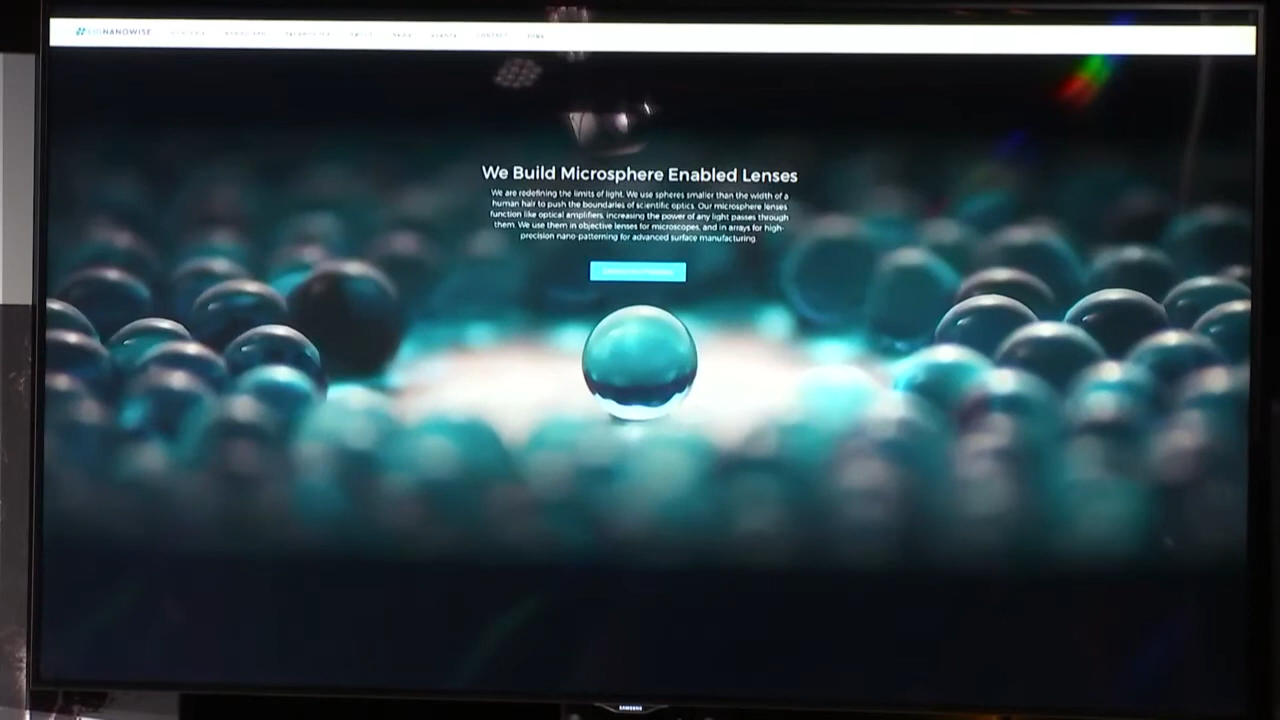 LIGNANOWISE
CONTACT
We Build Microsphere Enabled Lenses
We are redefining the limits of light. We use spheres smaller than the width of a
human hair to push the boundaries of scientific optics. Our microsphere lenses
function like optical amplifiers, increasing the power of any light passes through
them. We use them in objective lenses for microscopes, and in arrays for high-
precision nano-patterning for advanced surface manufacturing.
SAMSUNG